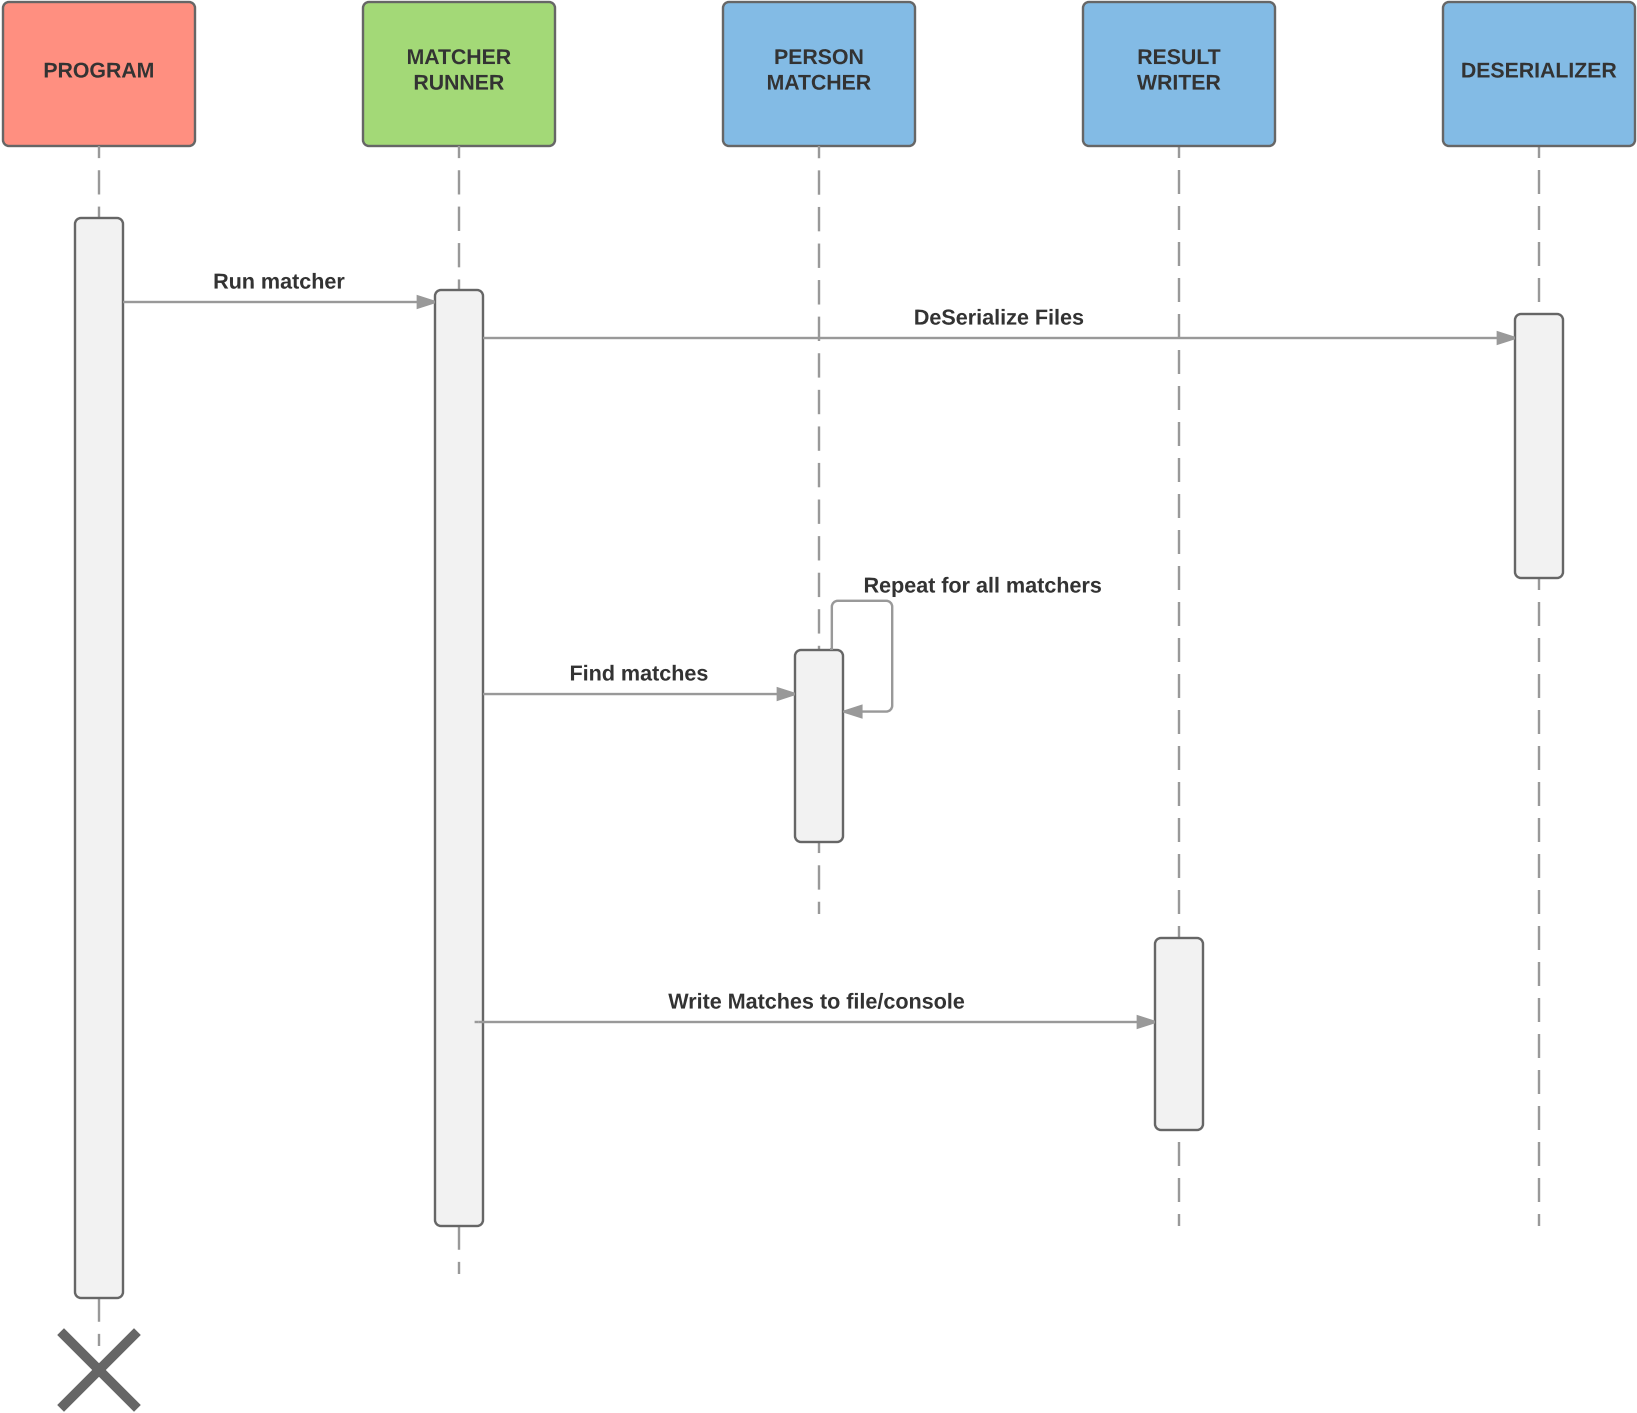 PROGRAM
MATCHER
RUNNER
PERSON
MATCHER
RESULT
WRITER
DESERIALIZER
Run matcher
DeSerialize Files
Repeat for all matchers
Find matches
Write Matches to file/console